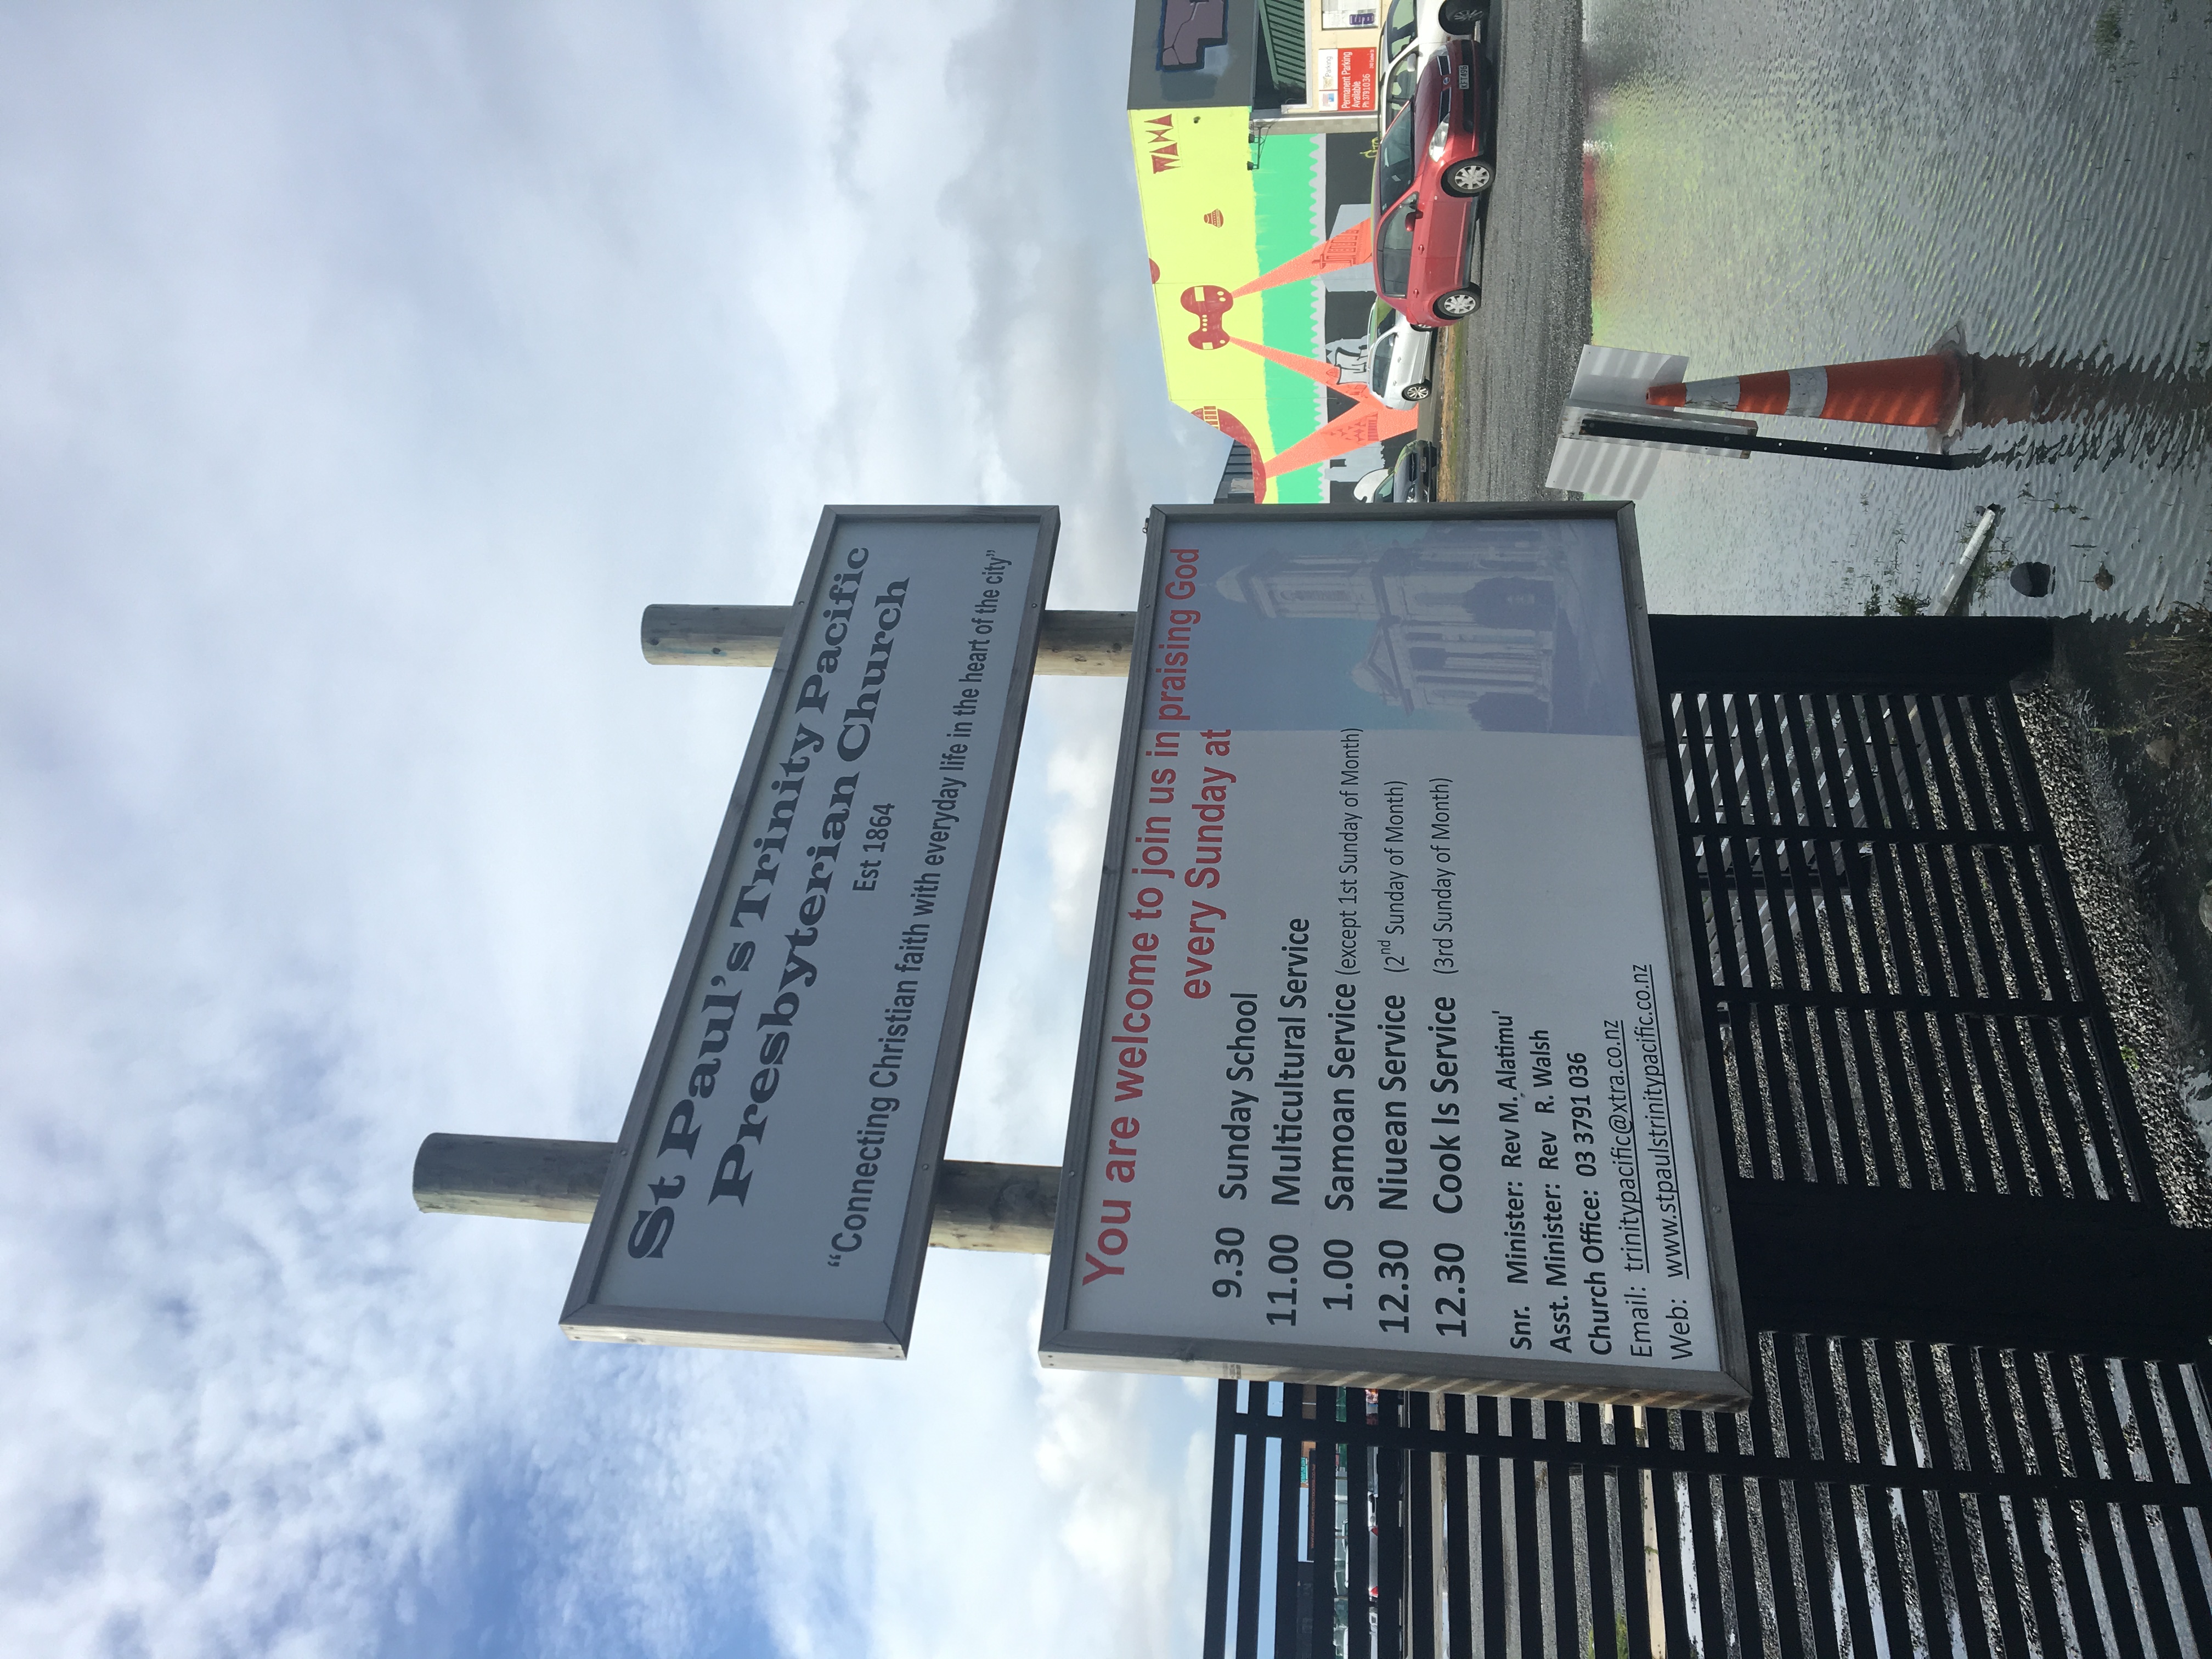 St Paul's Trinity Pacific
Presbyterian Church
Est 1864
“Connecting Christian faith with everyday life in the heart of the city”
You are welcome to join us in praising God
every Sunday at
9.30 Sunday School
11.00 Multicultural Service
1.00 Samoan Service (except 1st Sunday of Month)
12.30 Niuean Service (2nd Sunday of Month)
12.30 Cook Is Service (3rd Sunday of Month)
Snr. Minister: Rev M. Alatimu'
Asst. Minister: Rev R. Walsh
Church Office: 03 3791 036
Email: trinitypacific@xtra.co.nz
Web: www.stpaulstrinitypacific.co.nz
WAMA
Parking
Permanent Parking
Available
Ph 3791036